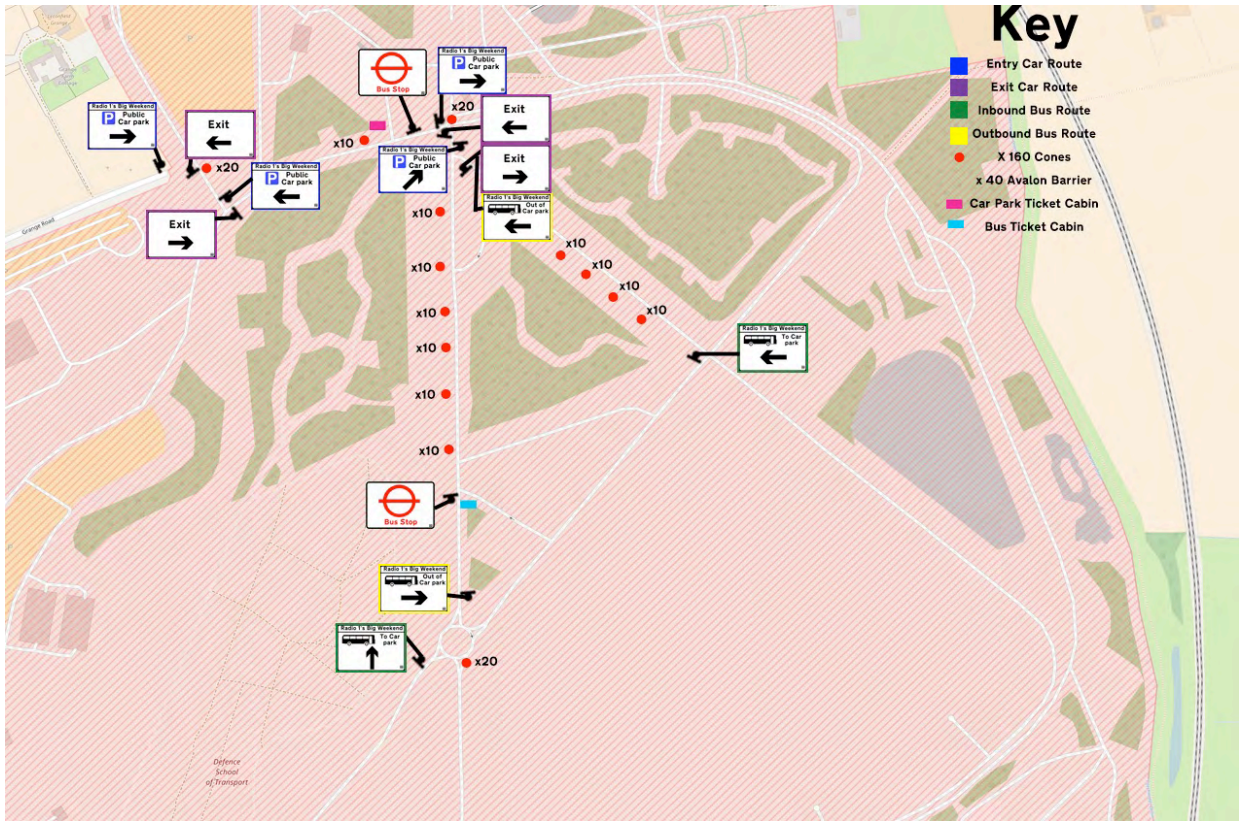 Key
Entry Car Route
Exit Car Route
Inbound Bus Route
Outbound Bus Route
X 160 Cones
x 40 Avalon Barrier
Car Park Ticket Cabin
Bus Ticket Cabin
Radio 1's Big Weekend
P Public
Car park
Bus Stop
Radio 1's Big Weekend
P Public
Car park
Exit
x20
Radio 1's Big Weekend
P Public
Car park
Exit
Grange Road
x10
x20
Exit
Radio 1's Big Weekend
P Public
Car park
Exit
Radio 1's Big Weekend
Out of
Car park
x10
x10
x10
x10
x10
x10
x10
x10
x10
x10
Radio 1's Big Weekend
To Car
park
Bus Stop
Radio 1's Big Weekend
Out of
Car park
Radio 1's Big Weekend
To Car
park
x20
Defence
School
of Transport